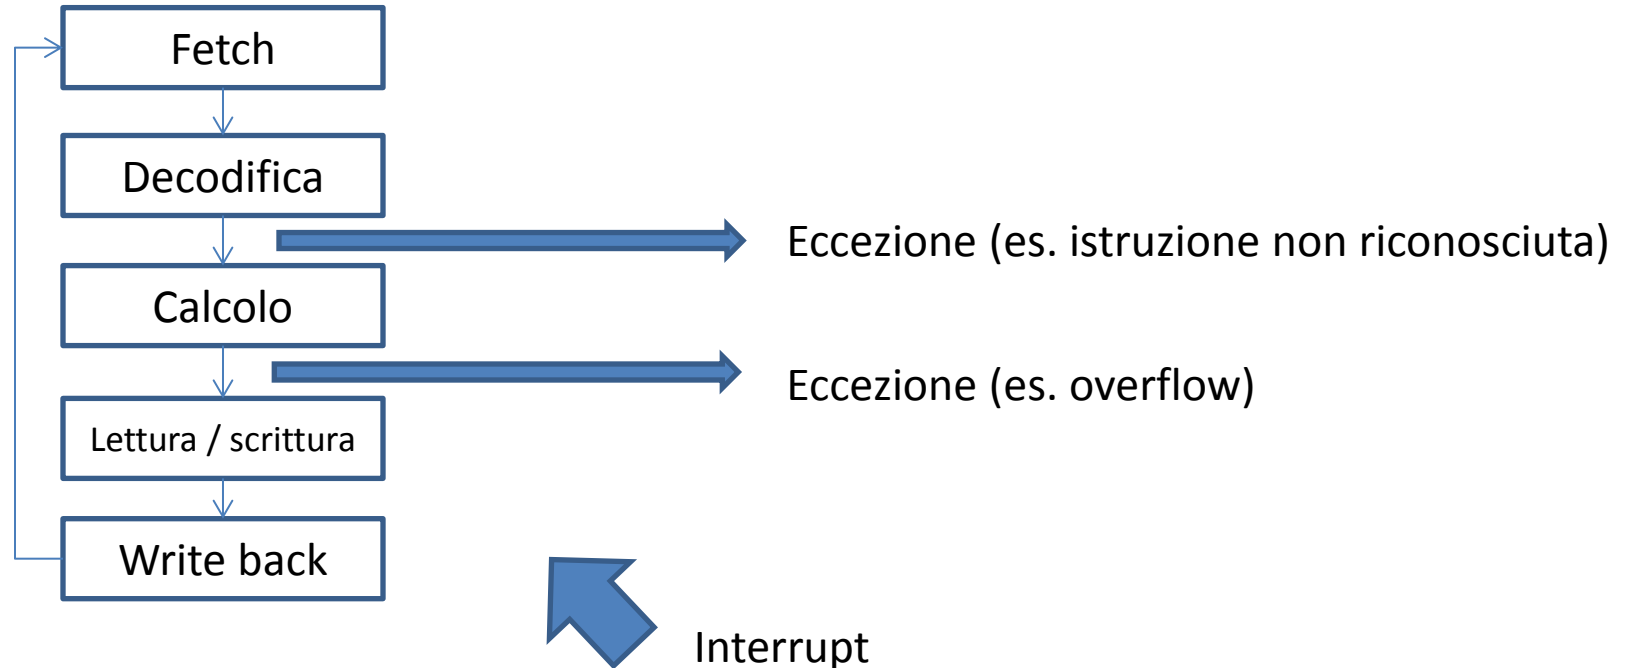 Fetch
Decodifica
Eccezione (es. istruzione non riconosciuta)
Calcolo
Eccezione (es. overflow)
Lettura / scrittura
Write back
Interrupt